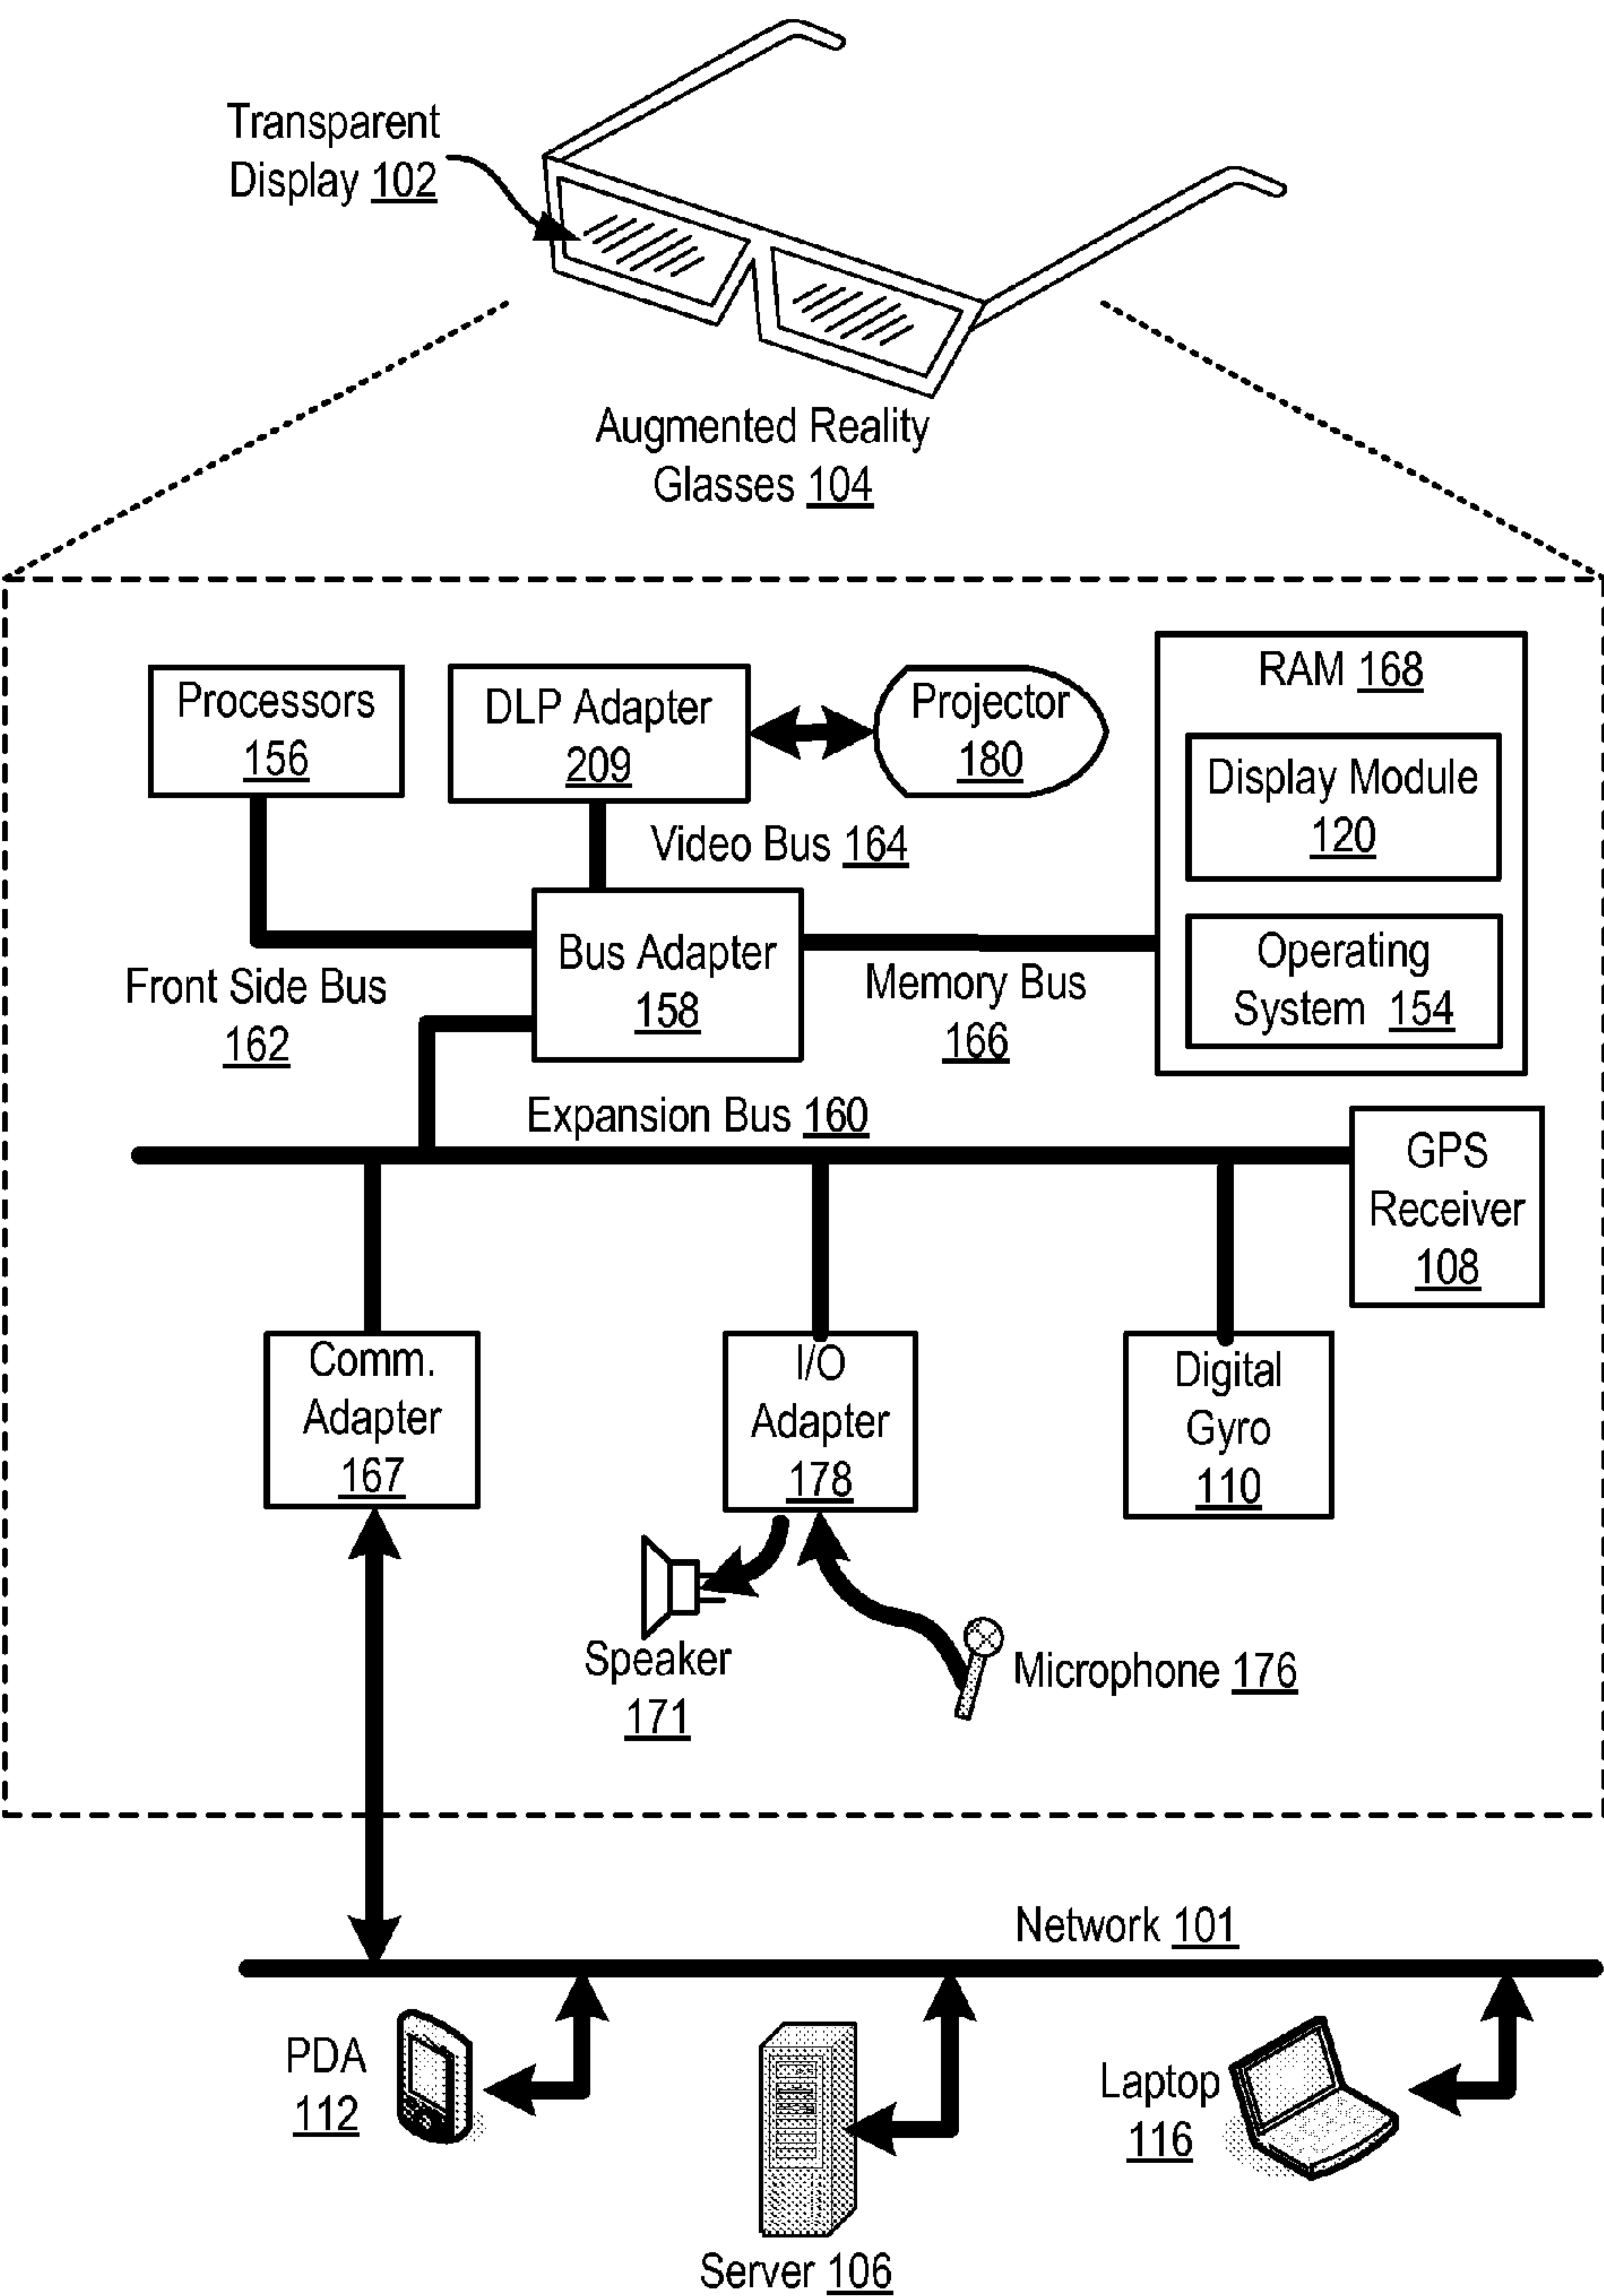 Transparent
Display 102
Augmented Reality
Glasses 104
Processors
156
DLP Adapter
209
Projector
180
RAM 168
Display Module
120
Operating
System 154
Video Bus 164
Bus Adapter
158
Front Side Bus
162
Memory Bus
166
Expansion Bus 160
GPS
Receiver
108
Comm.
Adapter
167
I/O
Adapter
178
Digital
Gyro
110
Speaker
171
Microphone 176
Network 101
PDA
112
Server 106
Laptop
116